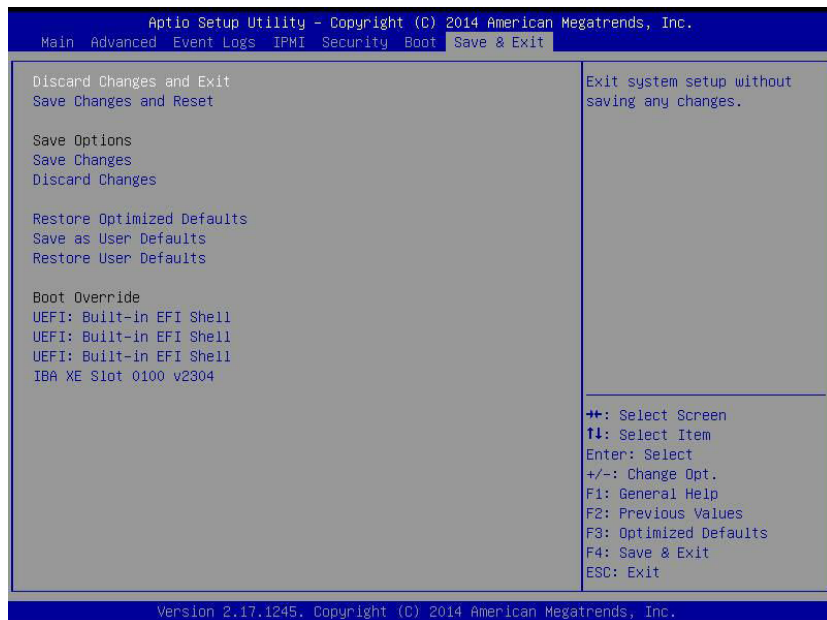 Aptio Setup Utility – Copyright (C) 2014 American Megatrends, Inc.
Main Advanced Event Logs IPMI Security Boot Save & Exit
Discard Changes and Exit
Save Changes and Reset
Save Options
Save Changes
Discard Changes
Restore Optimized Defaults
Save as User Defaults
Restore User Defaults
Boot Override
UEFI: Built-in EFI Shell
UEFI: Built-in EFI Shell
UEFI: Built-in EFI Shell
IBA XE Slot 0100 v2304
Exit system setup without
saving any changes.
→←: Select Screen
↑↓: Select Item
Enter: Select
+/-: Change Opt.
F1: General Help
F2: Previous Values
F3: Optimized Defaults
F4: Save & Exit
ESC: Exit
Version 2.17.1245. Copyright (C) 2014 American Megatrends, Inc.